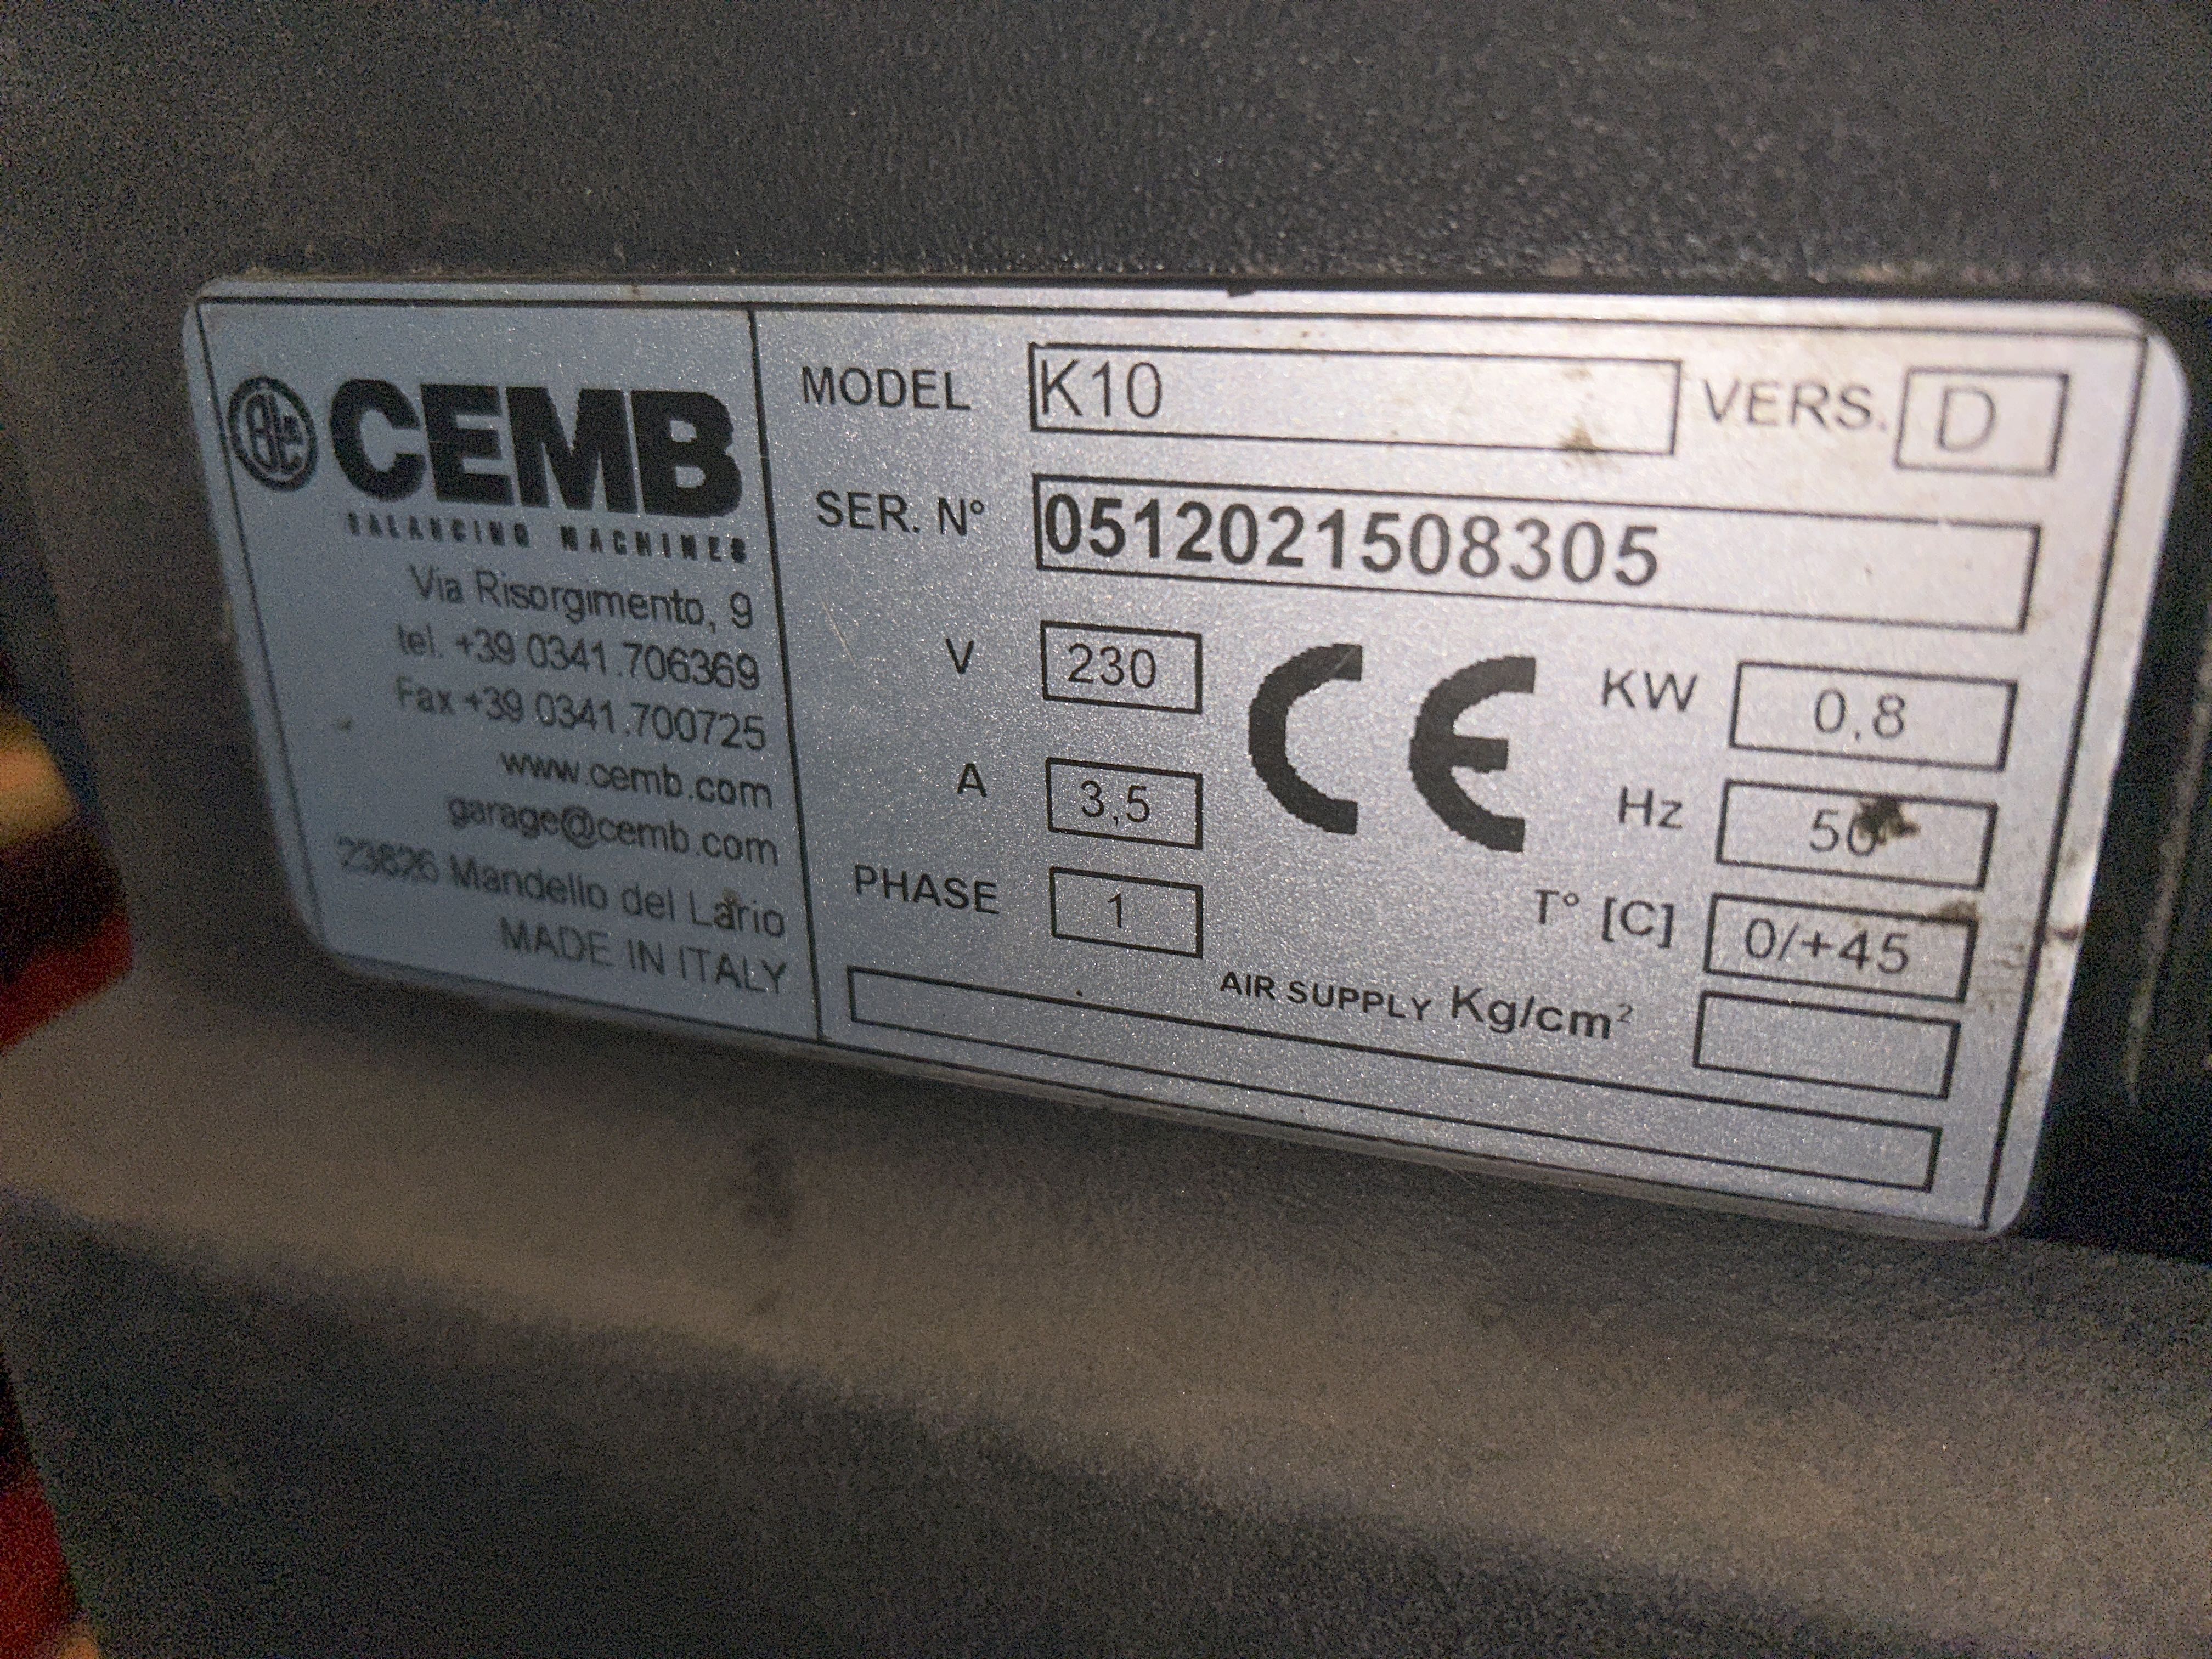 CEMB
BALANCING MACHINES
Via Risorgimento, 9
tel. +39 0341.706369
Fax +39 0341.700725
www.cemb.com
garage@cemb.com
23826 Mandello del Lario
MADE IN ITALY
MODEL K10 VERS. D
SER. N° 0512021508305
V 230 CE KW 0,8
A 3,5 Hz 50
PHASE 1 T° [C] 0/+45
AIR SUPPLY Kg/cm²